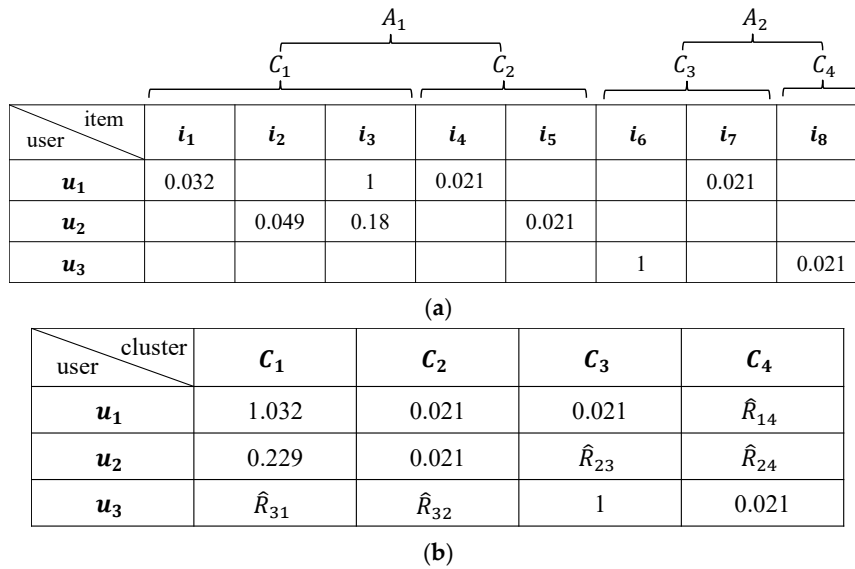 A₁ A₂
C₁ C₂ C₃ C₄
item
user
i₁ i₂ i₃ i₄ i₅ i₆ i₇ i₈
u₁ 0.032 1 0.021 0.021
u₂ 0.049 0.18 0.021
u₃ 1 0.021
(a)
cluster
user
C₁ C₂ C₃ C₄
u₁ 1.032 0.021 0.021 R̂₁₄
u₂ 0.229 0.021 R̂₂₃ R̂₂₄
u₃ R̂₃₁ R̂₃₂ 1 0.021
(b)